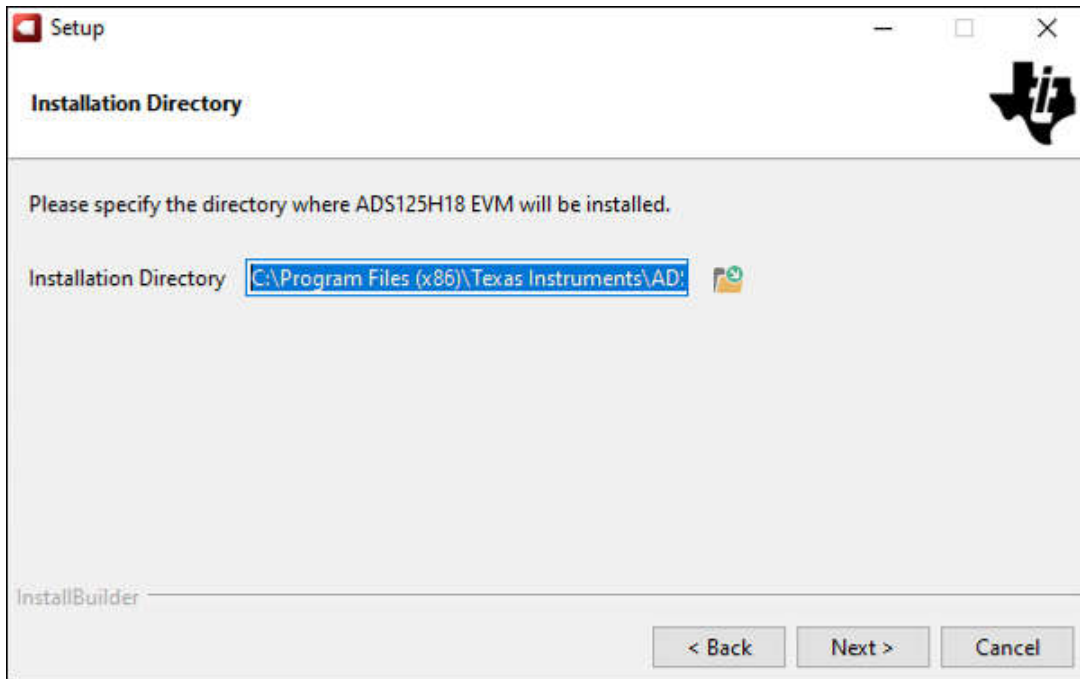 Setup
Installation Directory
Please specify the directory where ADS125H18 EVM will be installed.
Installation Directory C:\Program Files (x86)\Texas Instruments\AD
InstallBuilder
< Back Next > Cancel